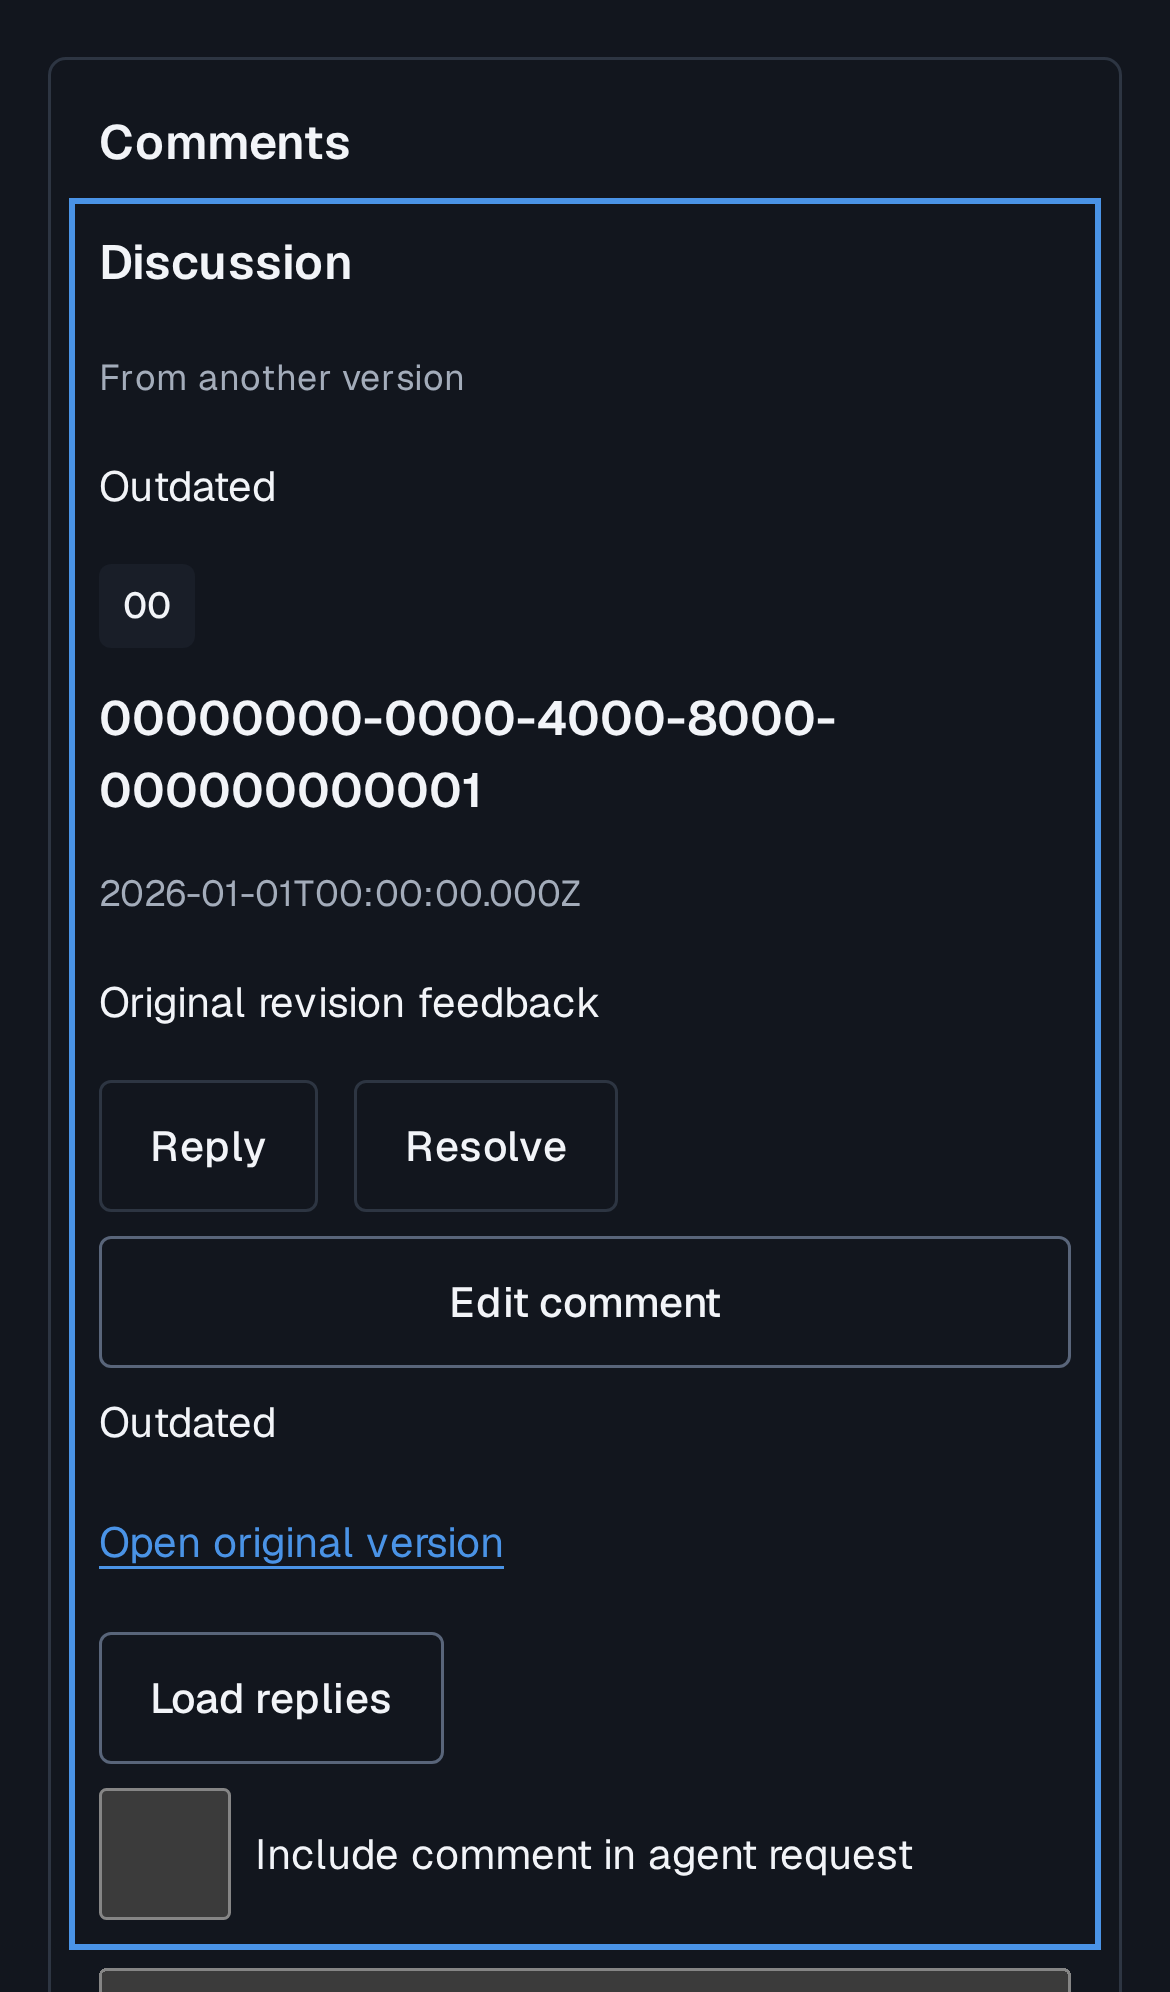 Comments
Discussion
From another version
Outdated
00
00000000-0000-4000-8000-
000000000001
2026-01-01T00:00:00.000Z
Original revision feedback
Reply
Resolve
Edit comment
Outdated
Open original version
Load replies
Include comment in agent request